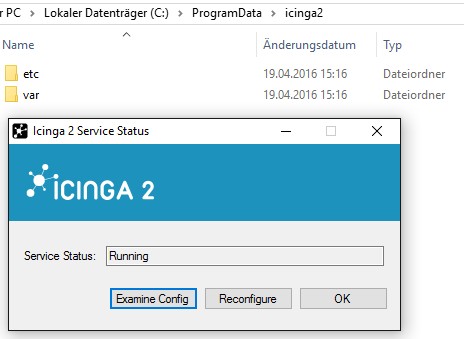 r PC > Lokaler Datenträger (C:) > ProgramData > icinga2
Name Änderungsdatum Typ
etc 19.04.2016 15:16 Dateiordner
var 19.04.2016 15:16 Dateiordner
Icinga 2 Service Status
ICINGA 2
Service Status: Running
Examine Config Reconfigure OK